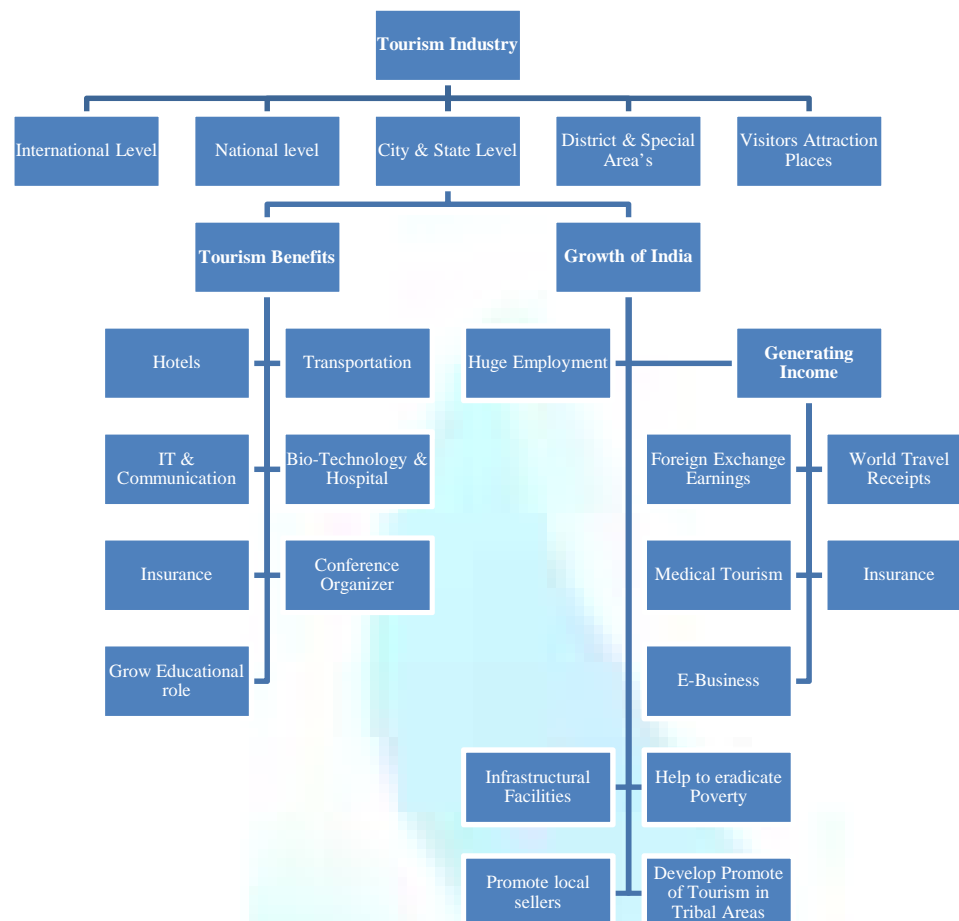 Tourism Industry
International Level
National level
City & State Level
District & Special
Area’s
Visitors Attraction
Places
Tourism Benefits
Growth of India
Hotels
Transportation
Huge Employment
Generating
Income
IT &
Communication
Bio-Technology &
Hospital
Foreign Exchange
Earnings
World Travel
Receipts
Insurance
Conference
Organizer
Medical Tourism
Insurance
Grow Educational
role
E-Business
Infrastructural
Facilities
Help to eradicate
Poverty
Promote local
sellers
Develop Promote
of Tourism in
Tribal Areas